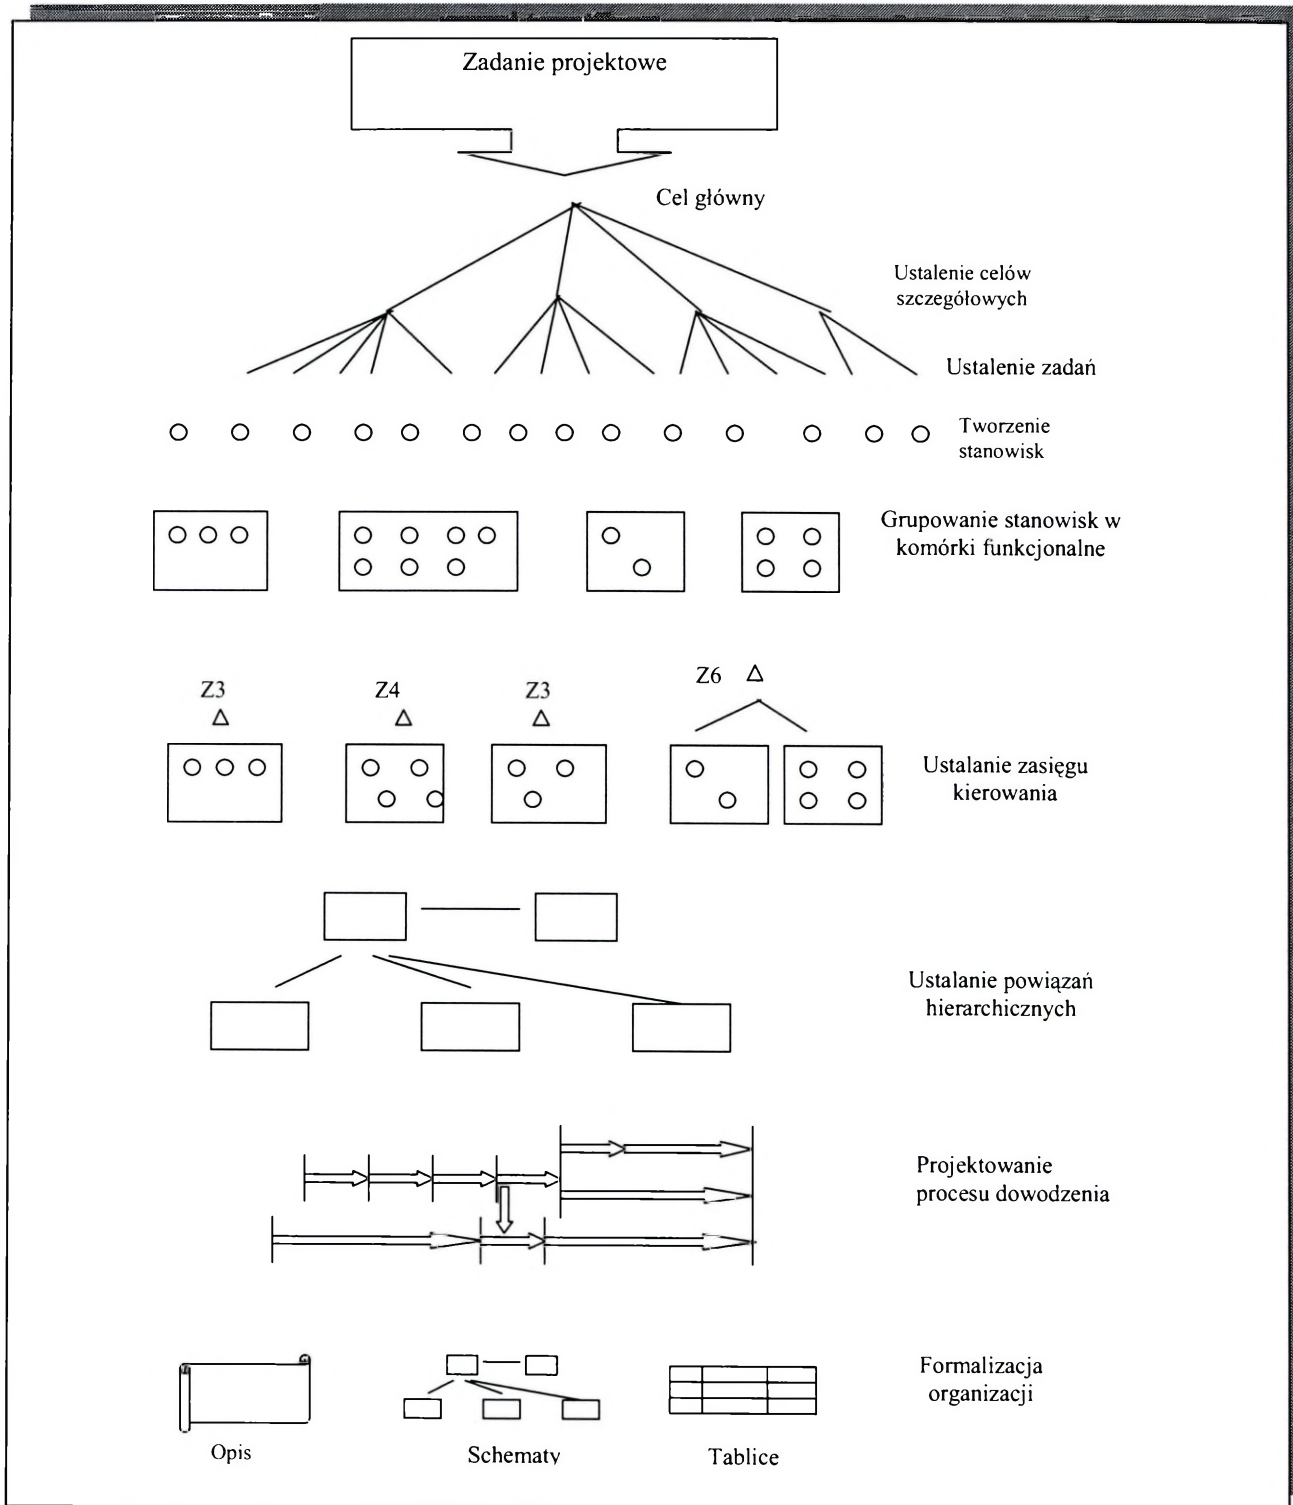 Zadanie projektowe
Cel główny
Ustalenie celów
szczegółowych
Ustalenie zadań
Tworzenie
stanowisk
Grupowanie stanowisk w
komórki funkcjonalne
Z3
Z4
Z3
Z6
Ustalanie zasięgu
kierowania
Ustalanie powiązań
hierarchicznych
Projektowanie
procesu dowodzenia
Formalizacja
organizacji
Opis
Schematy
Tablice